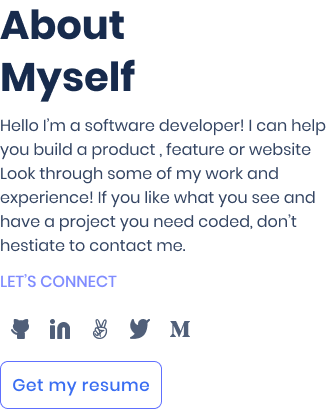 About
Myself
Hello I'm a software developer! I can help
you build a product , feature or website
Look through some of my work and
experience! If you like what you see and
have a project you need coded, don't
hestiate to contact me.
LET'S CONNECT
Get my resume